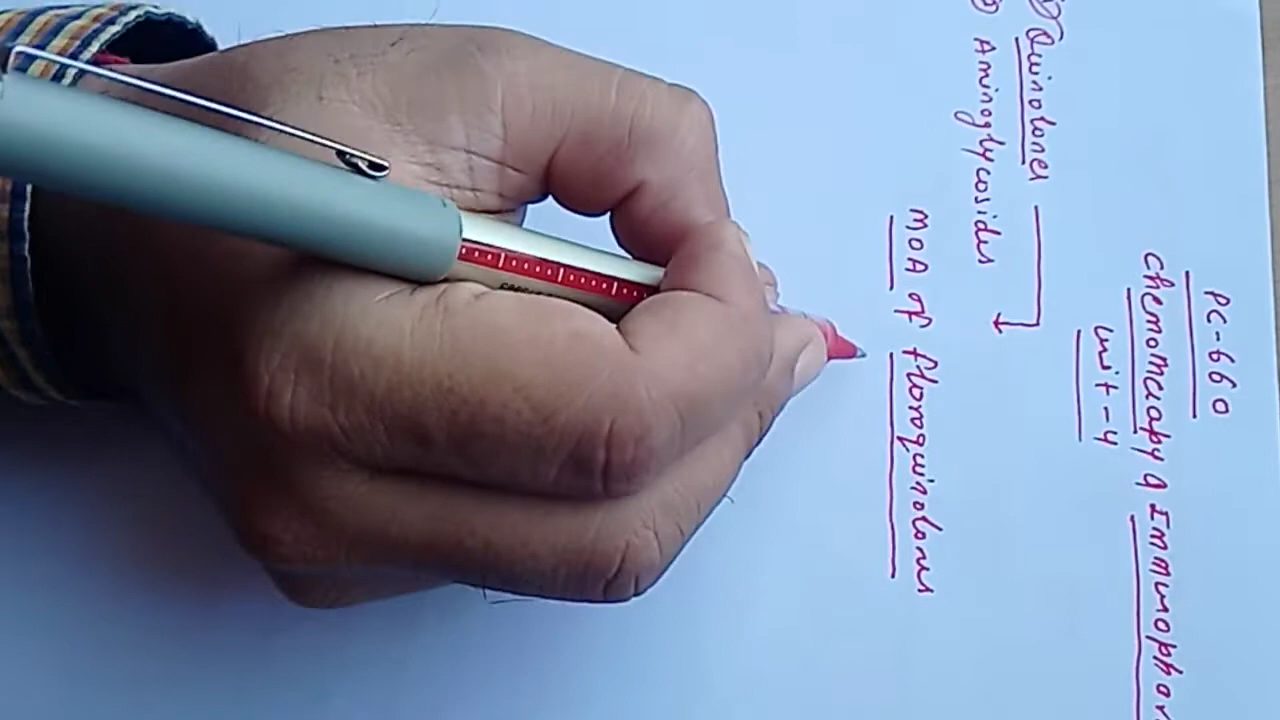 PC-660
Chemotherapy & Immunophar
Unit-4
Quinolones
Aminoglycosides
MOA of floroquinolones